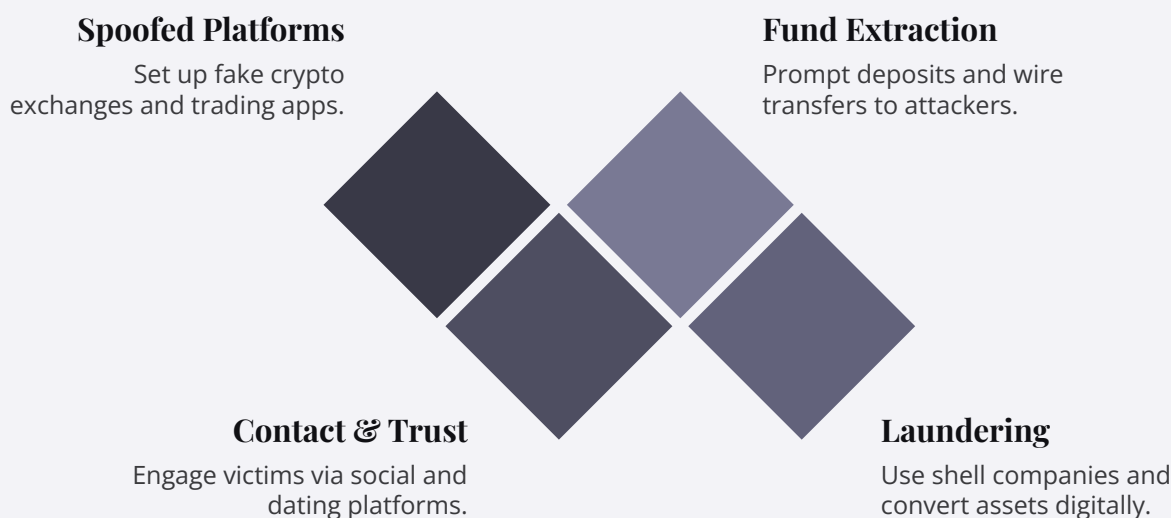 Spoofed Platforms
Set up fake crypto
exchanges and trading apps.
Fund Extraction
Prompt deposits and wire
transfers to attackers.
Contact & Trust
Engage victims via social and
dating platforms.
Laundering
Use shell companies and
convert assets digitally.